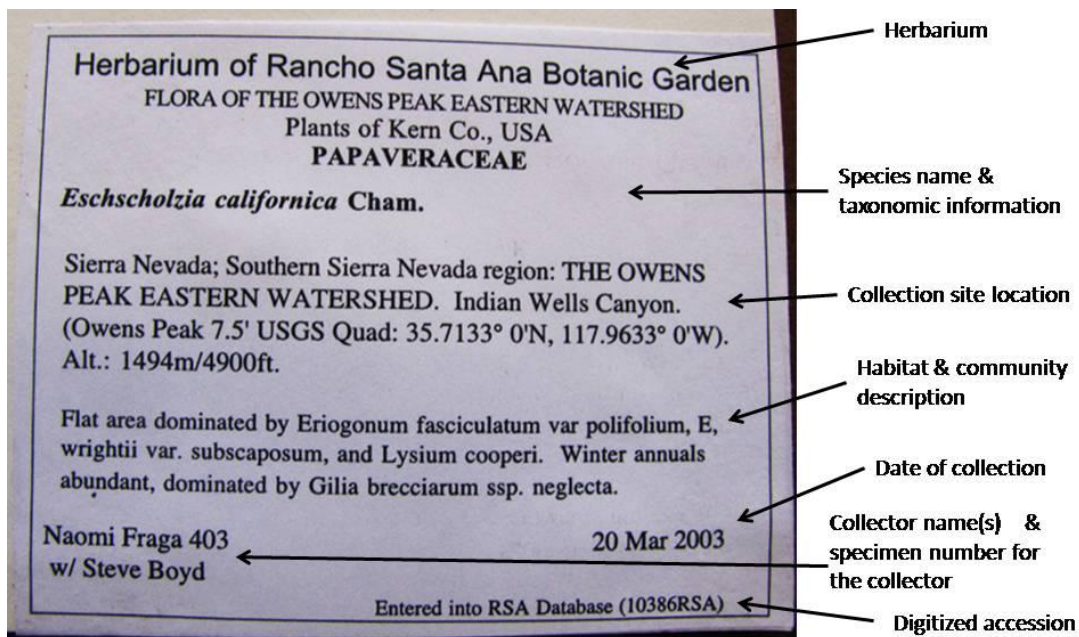 Herbarium of Rancho Santa Ana Botanic Garden
FLORA OF THE OWENS PEAK EASTERN WATERSHED
Plants of Kern Co., USA
PAPAVERACEAE
Eschscholzia californica Cham.
Sierra Nevada; Southern Sierra Nevada region: THE OWENS
PEAK EASTERN WATERSHED. Indian Wells Canyon.
(Owens Peak 7.5' USGS Quad: 35.7133° 0'N, 117.9633° 0'W).
Alt.: 1494m/4900ft.
Flat area dominated by Eriogonum fasciculatum var polifolium, E,
wrightii var. subscaposum, and Lysium cooperi. Winter annuals
abundant, dominated by Gilia brecciarum ssp. neglecta.
Naomi Fraga 403
w/ Steve Boyd
20 Mar 2003
Entered into RSA Database (10386RSA)
Herbarium
Species name &
taxonomic information
Collection site location
Habitat & community
description
Date of collection
Collector name(s) &
specimen number for
the collector
Digitized accession